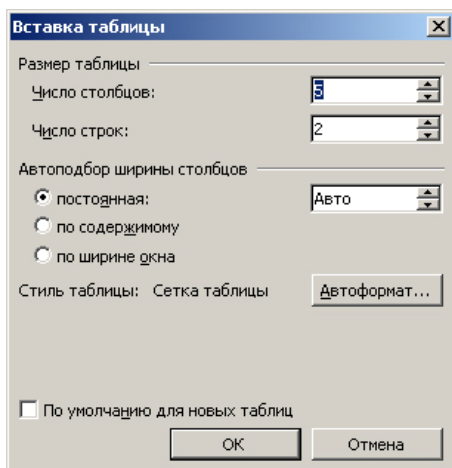 Вставка таблицы
Размер таблицы
Число столбцов: 5
Число строк: 2
Автоподбор ширины столбцов
постоянная: Авто
по содержимому
по ширине окна
Стиль таблицы: Сетка таблицы Автоформат...
По умолчанию для новых таблиц
ОК Отмена